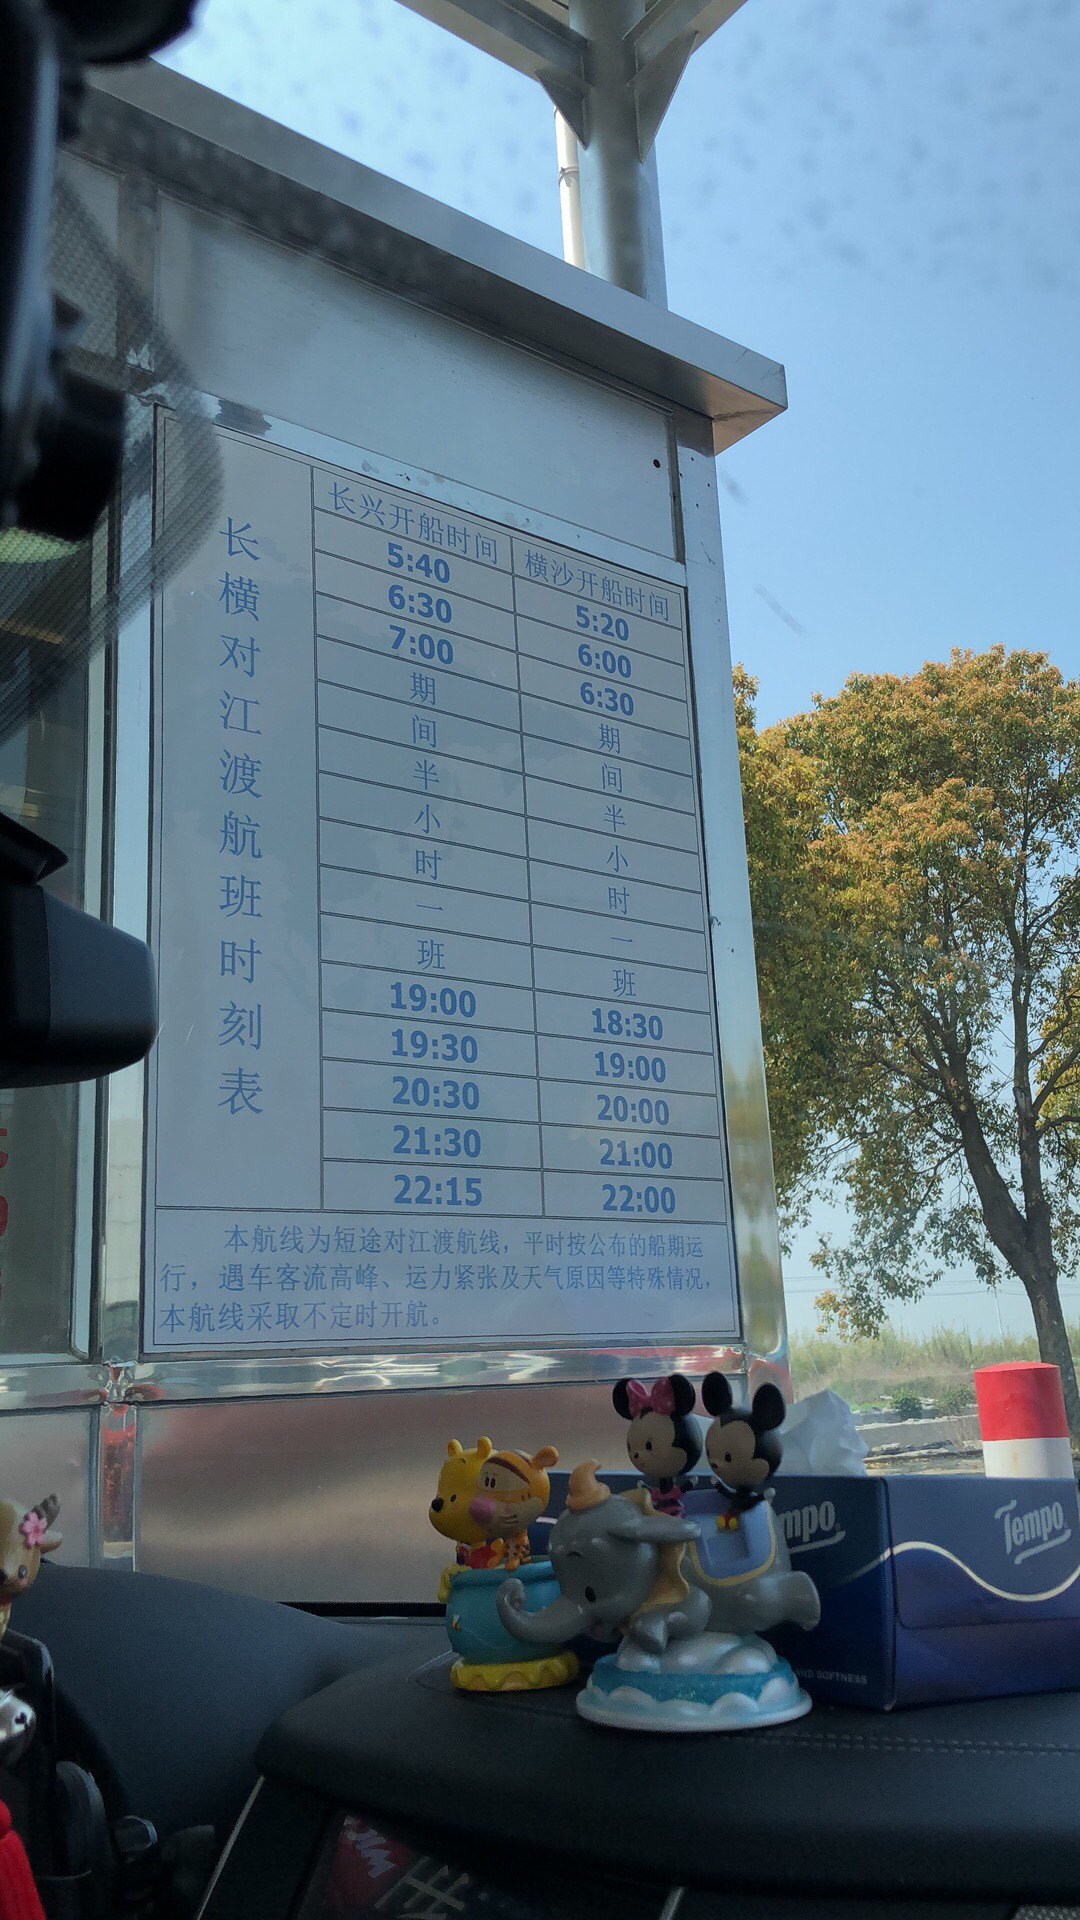 长横对江渡航班时刻表
长兴开船时间 横沙开船时间
5:40 5:20
6:30 6:00
7:00 6:30
期 期
间 间
半 半
小 小
时 时
一 一
班 班
19:00 18:30
19:30 19:00
20:30 20:00
21:30 21:00
22:15 22:00
本航线为短途对江渡航线，平时按公布的船期运
行，遇车客流高峰、运力紧张及天气原因等特殊情况，
本航线采取不定时开航。
Tempo
AND SOFTNESS